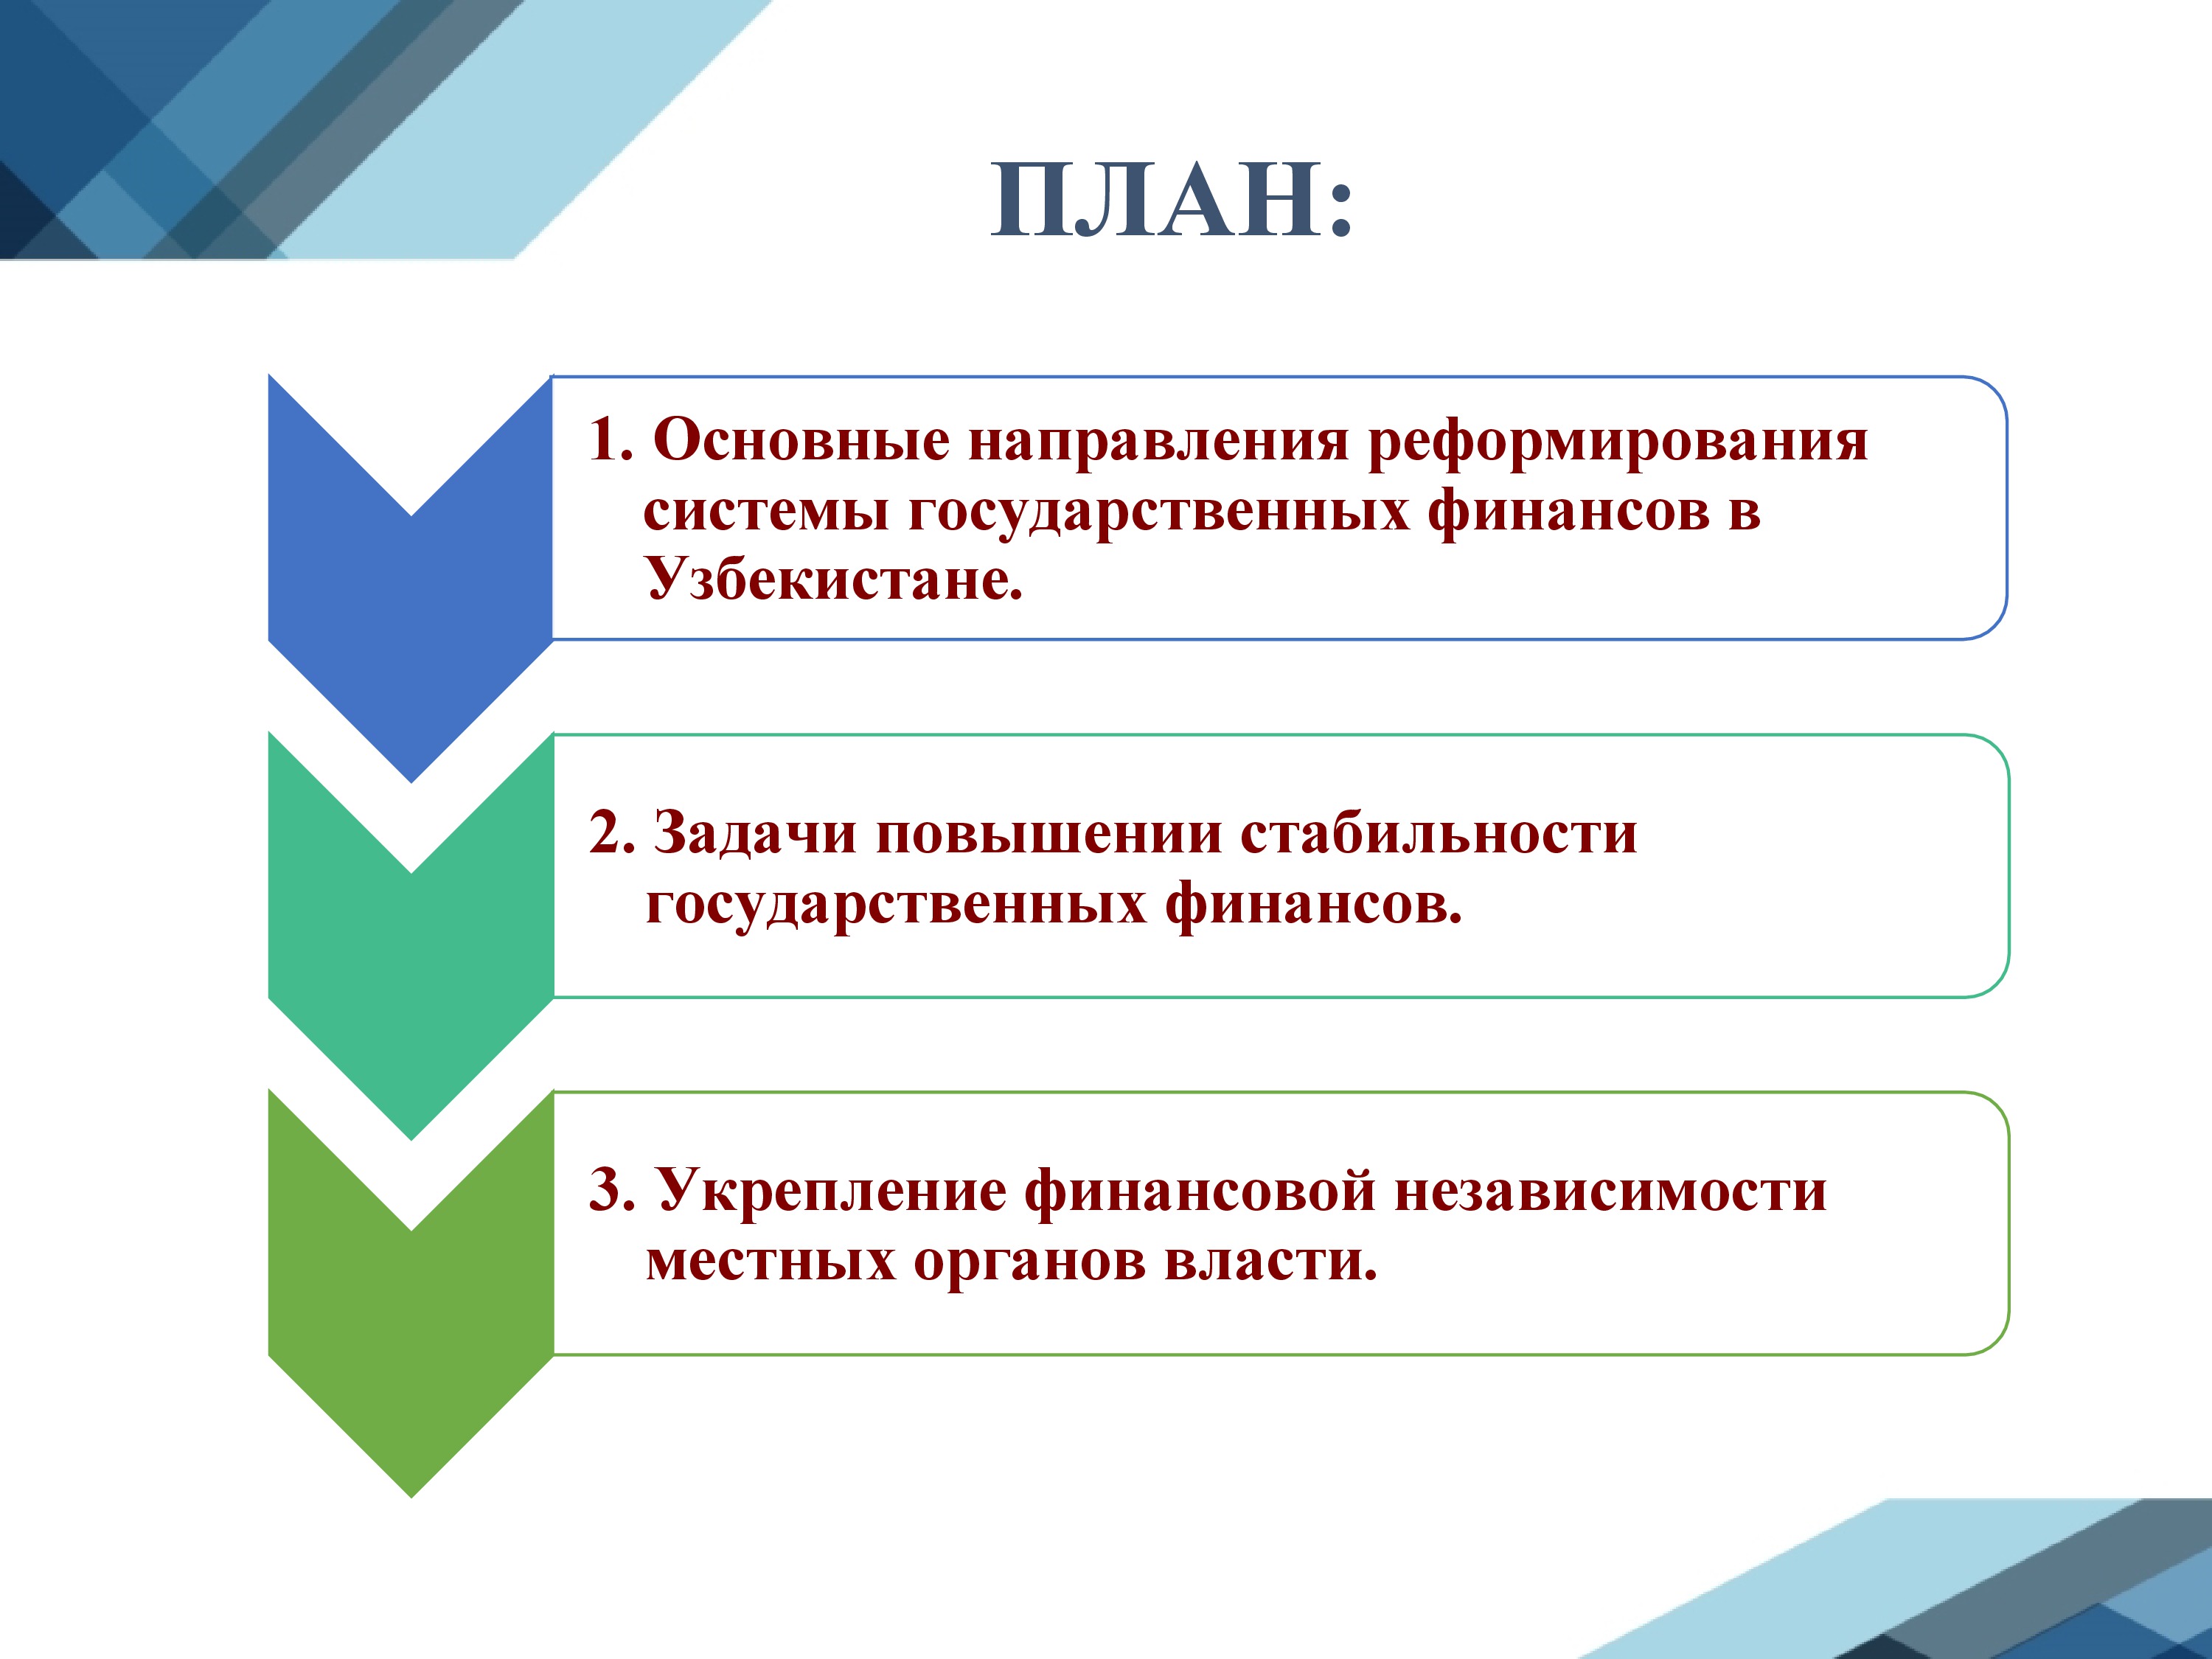 ПЛАН:
1. Основные направления реформирования
системы государственных финансов в
Узбекистане.
2. Задачи повышении стабильности
государственных финансов.
3. Укрепление финансовой независимости
местных органов власти.